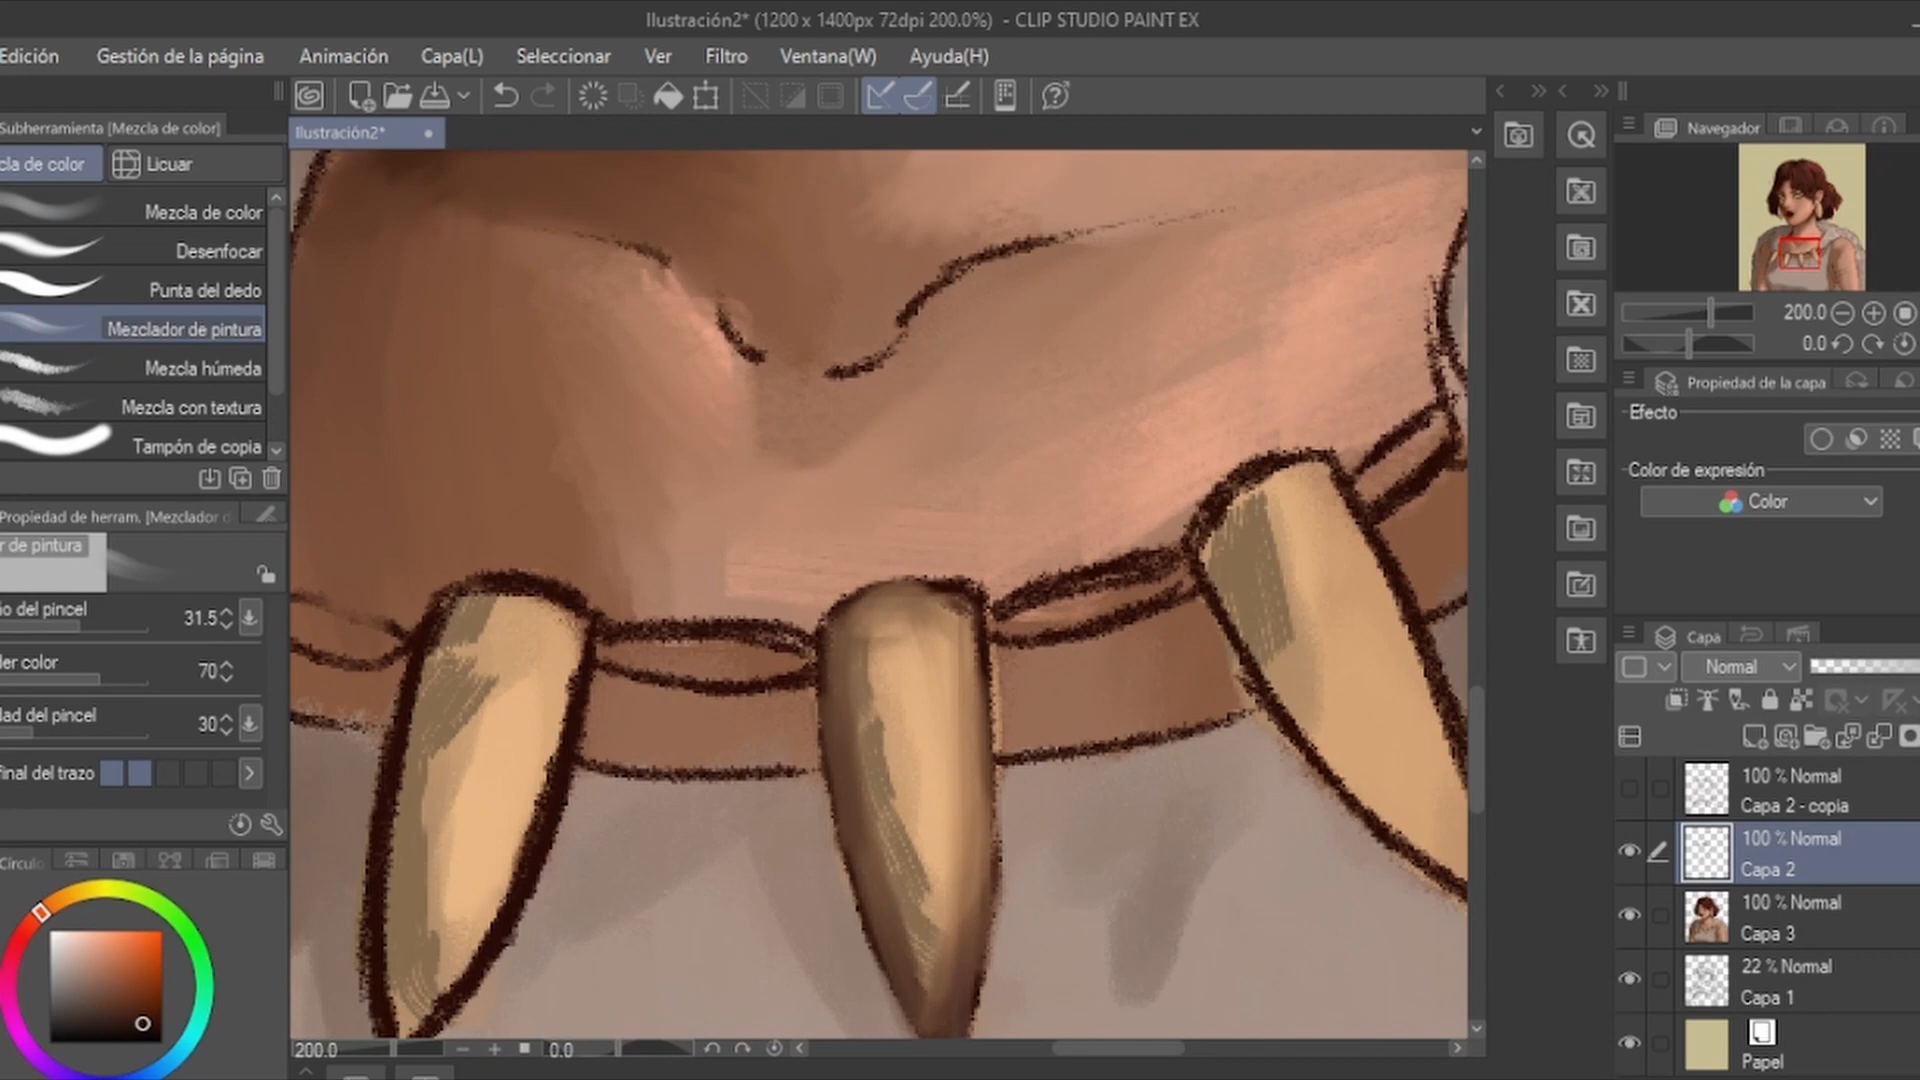 Ilustración2* (1200 x 1400px 72dpi 200.0%) - CLIP STUDIO PAINT EX
Edición Gestión de la página Animación Capa(L) Seleccionar Ver Filtro Ventana(W) Ayuda(H)
Subherramienta [Mezcla de color]
Ilustración2*
Navegador
cla de color Licuar
Mezcla de color
Desenfocar
Punta del dedo
Mezclador de pintura
Mezcla húmeda
Mezcla con textura
Tampón de copia
200.0
0.0
Propiedad de la capa
Efecto
Color de expresión
Color
Propiedad de herram. [Mezclador d
r de pintura
ño del pincel 31.5
der color 70
dad del pincel 30
final del trazo
Círculo
Capa
Normal
100 % Normal
Capa 2 - copia
100 % Normal
Capa 2
100 % Normal
Capa 3
22 % Normal
Capa 1
Papel
200.0 0.0